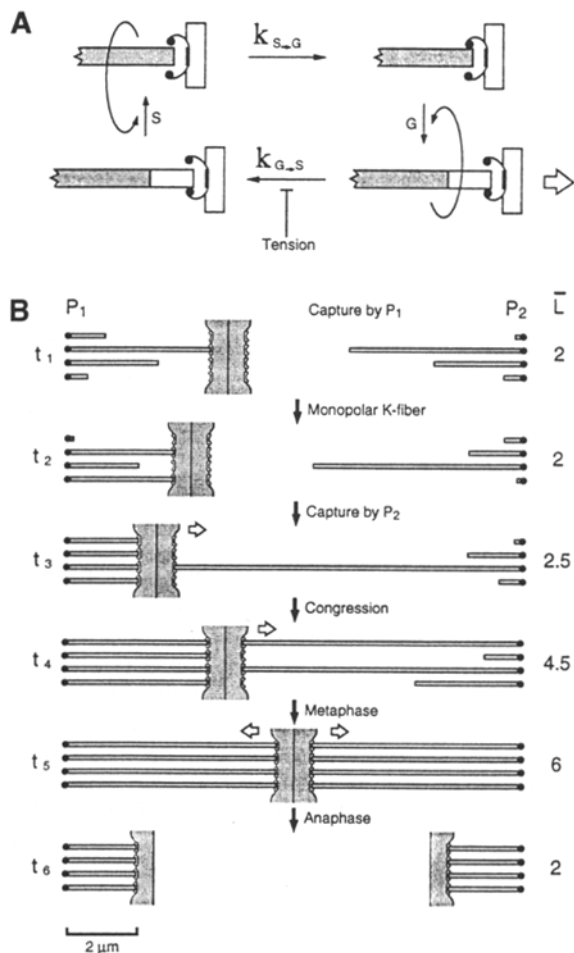 A
k S→G
S
G
k G→S
Tension
B
P1
P2
L̅
Capture by P1
t1
2
Monopolar K-fiber
t2
2
Capture by P2
t3
2.5
Congression
t4
4.5
Metaphase
t5
6
Anaphase
t6
2
2 μm